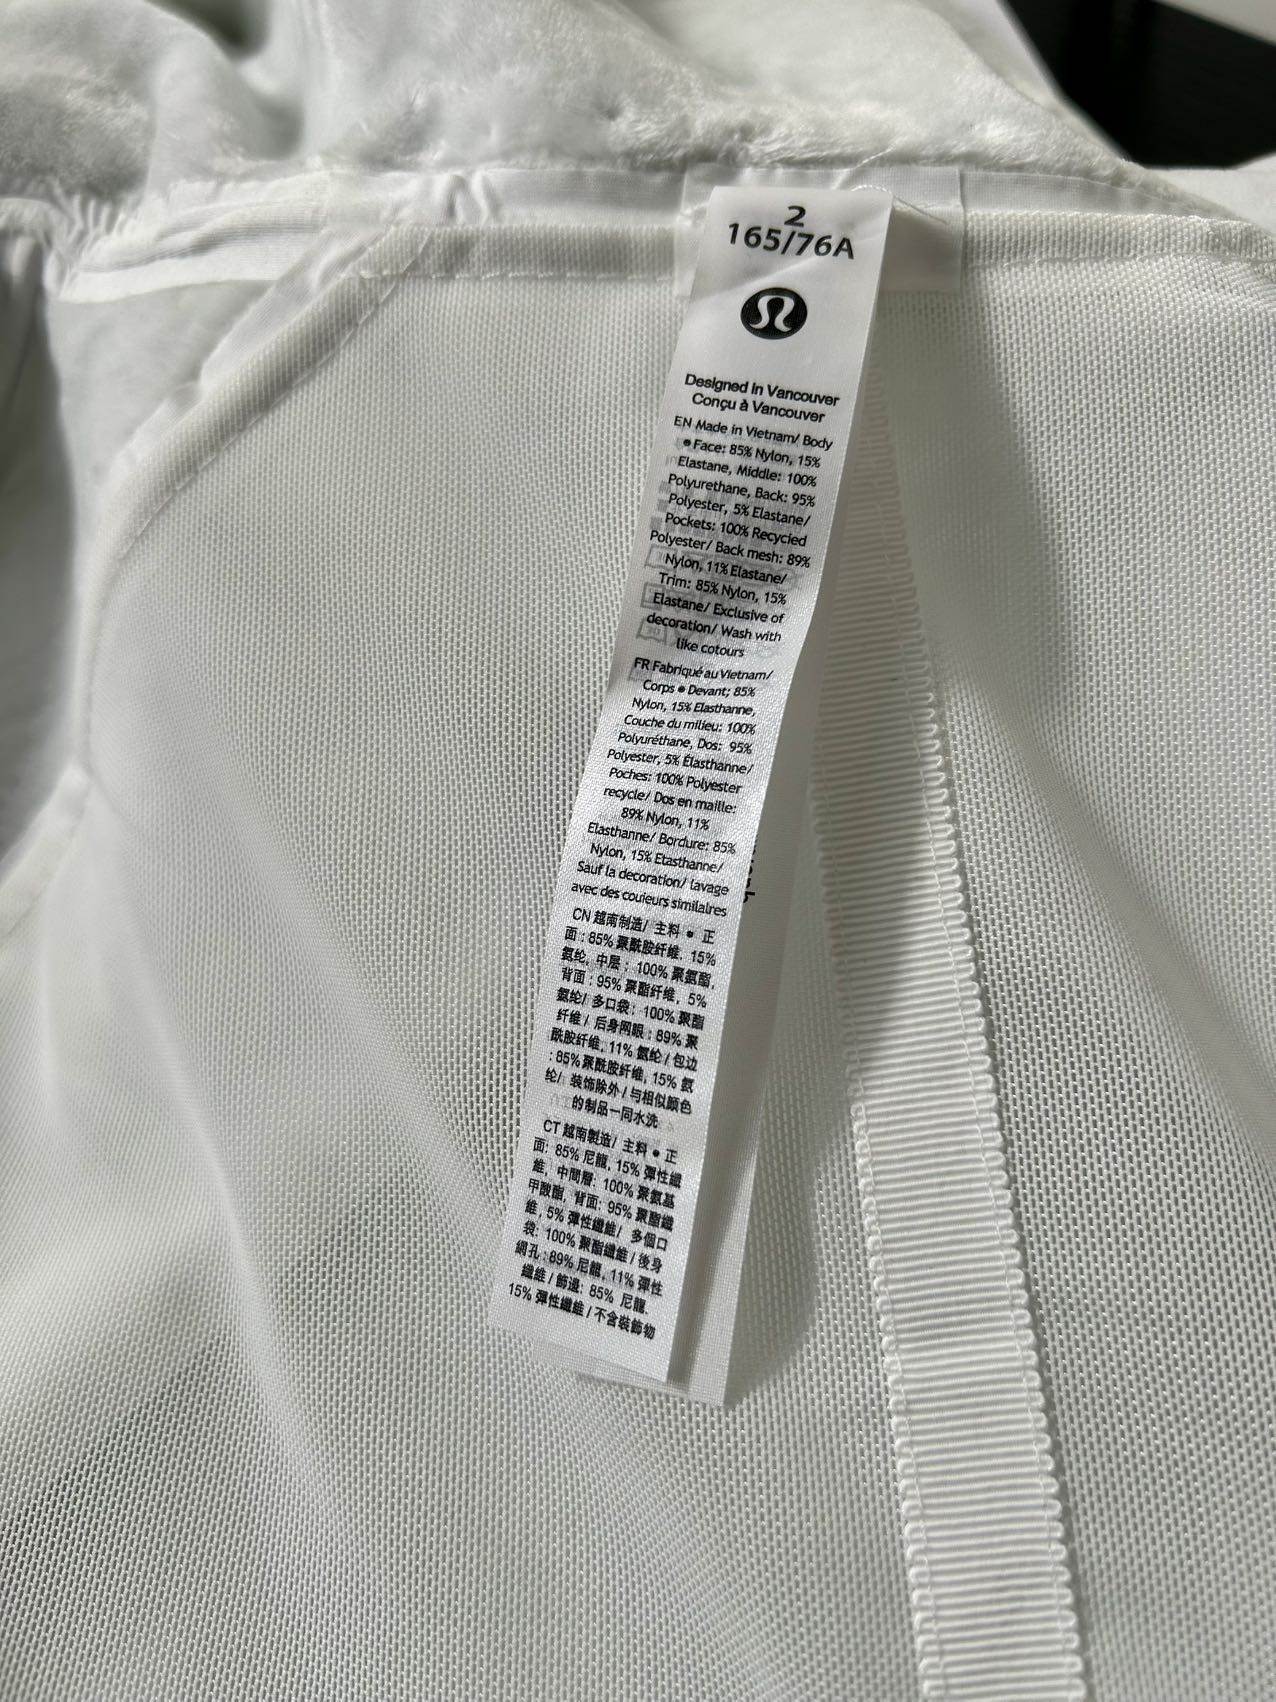 2
165/76A
Designed in Vancouver
Conçu à Vancouver
EN Made in Vietnam/ Body
● Face: 85% Nylon, 15%
Elastane, Middle: 100%
Polyurethane, Back: 95%
Polyester, 5% Elastane/
Pockets: 100% Recycled
Polyester/ Back mesh: 89%
Nylon, 11% Elastane/
Trim: 85% Nylon, 15%
Elastane/ Exclusive of
decoration/ Wash with
like cotours
FR Fabriqué au Vietnam/
Corps ● Devant; 85%
Nylon, 15% Elasthanne,
Couche du milieu: 100%
Polyuréthane, Dos: 95%
Polyester, 5% Élasthanne/
Poches: 100% Polyester
recycle/ Dos en maille:
89% Nylon, 11%
Elasthanne/ Bordure: 85%
Nylon, 15% Etasthanne/
Sauf la decoration/ lavage
avec des couleurs similaires
CN 越南制造/ 主料 ● 正
面 : 85% 聚酰胺纤维, 15%
氨纶, 中层 : 100% 聚氨酯,
背面 : 95% 聚酯纤维, 5%
氨纶/ 多口袋 : 100% 聚酯
纤维 / 后身网眼 : 89% 聚
酰胺纤维, 11% 氨纶 / 包边
: 85% 聚酰胺纤维, 15% 氨
纶/ 装饰除外 / 与相似颜色
的制品一同水洗
CT 越南製造/ 主料 ● 正
面: 85% 尼龍, 15% 彈性纖
維, 中間層: 100% 聚氨基
甲酸酯, 背面: 95% 聚酯纖
維, 5% 彈性纖維/ 多個口
袋: 100% 聚酯纖維 / 後身
網孔 : 89% 尼龍, 11% 彈性
纖維 / 飾邊: 85% 尼龍,
15% 彈性纖維 / 不含裝飾物